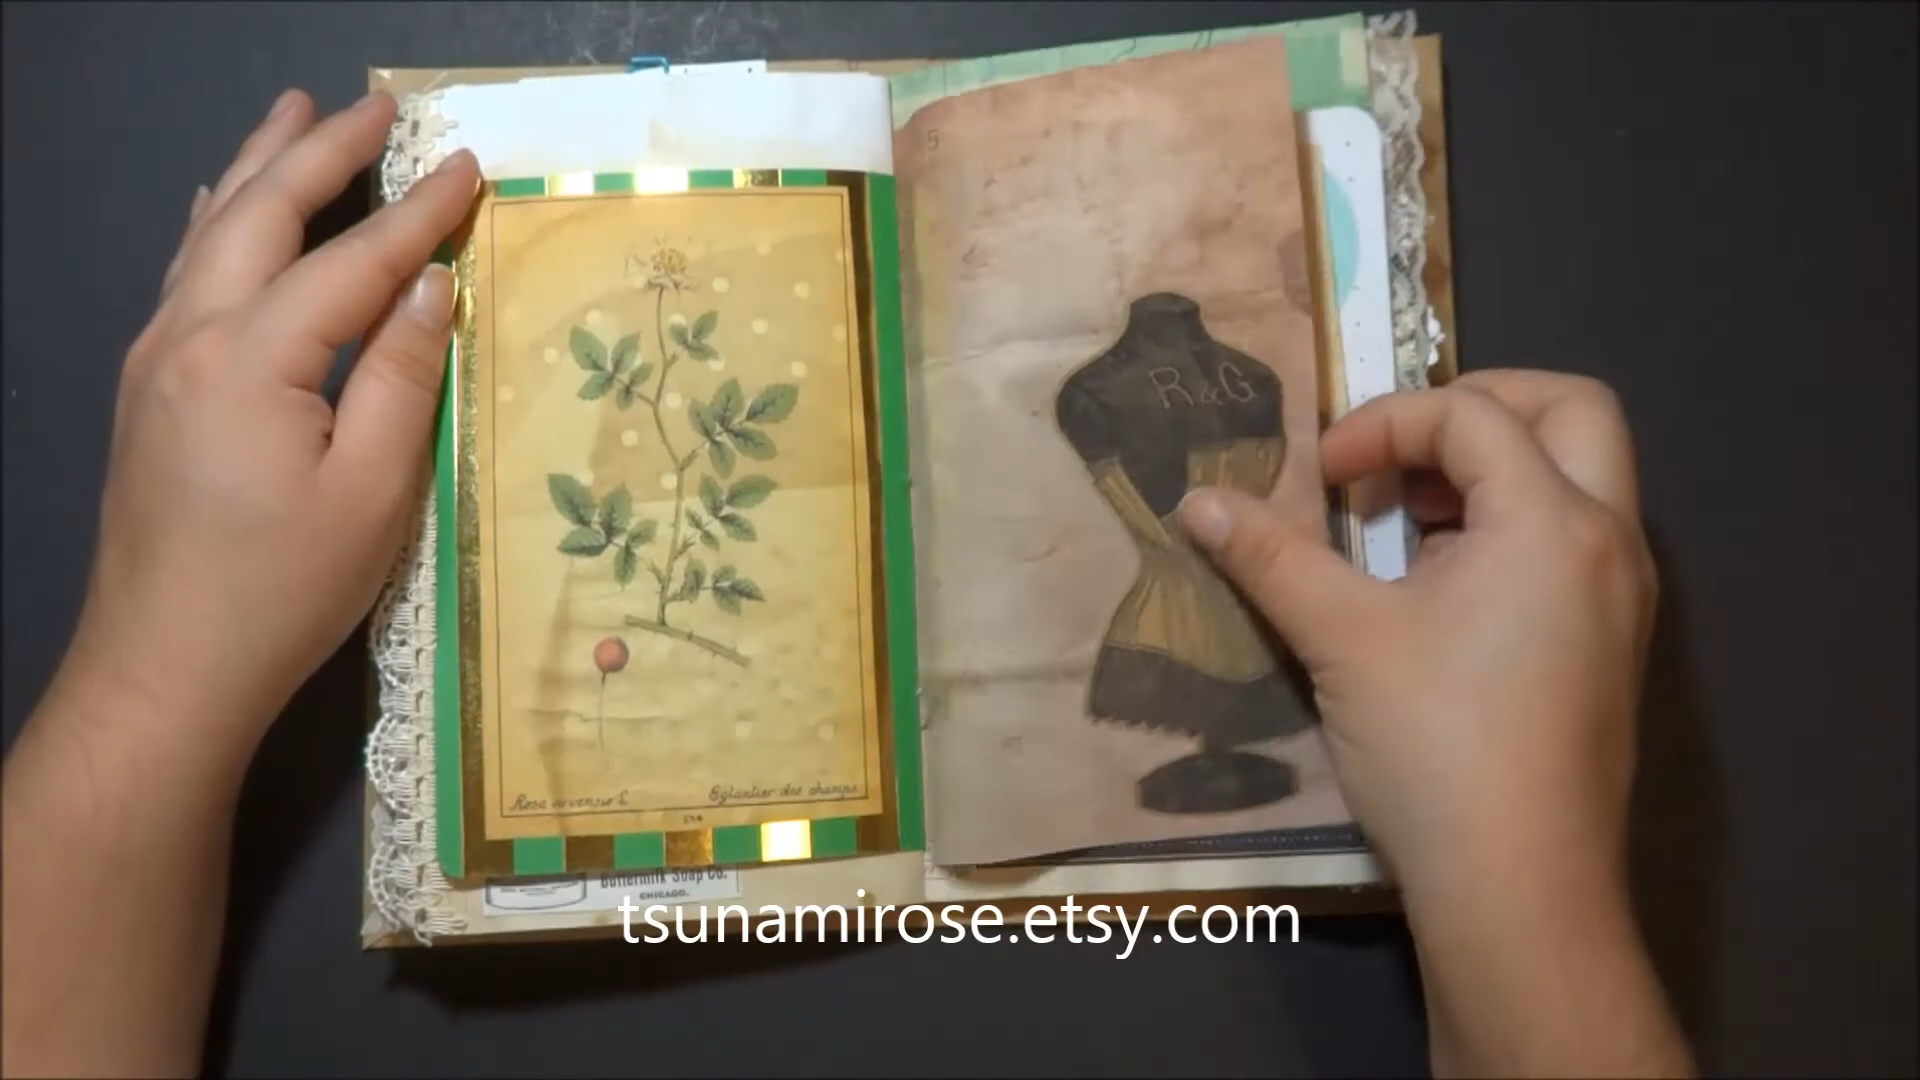 5
R&G
Rosa arvensis L
Eglantier des champs
Buttermilk Soap Co.
CHICAGO.
tsunamirose.etsy.com